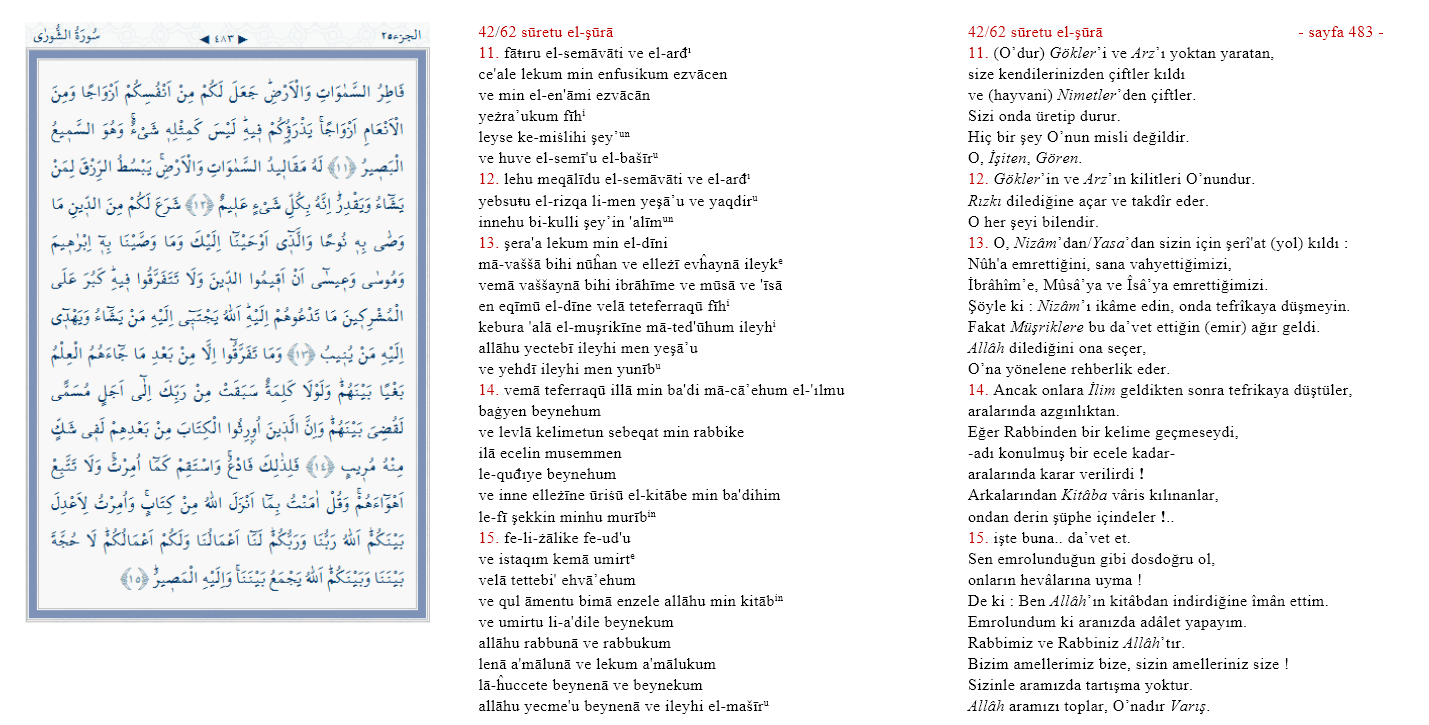 سُورَةُ الشُّورٰى
◀ ٤٨٣ ▶
الجزء ٢٥
فَاطِرُ السَّمٰوَاتِ وَالْاَرْضِۜ جَعَلَ لَكُمْ مِنْ اَنْفُسِكُمْ اَزْوَاجًا وَمِنَ
الْاَنْعَامِ اَزْوَاجًاۚ يَذْرَؤُ۬كُمْ ف۪يهِۜ لَيْسَ كَمِثْلِه۪ شَيْءٌۚ وَهُوَ السَّم۪يعُ
الْبَص۪يرُ ﴿١١﴾ لَهُ مَقَال۪يدُ السَّمٰوَاتِ وَالْاَرْضِۚ يَبْسُطُ الرِّزْقَ لِمَنْ
يَشَٓاءُ وَيَقْدِرُۜ اِنَّهُ بِكُلِّ شَيْءٍ عَل۪يمٌ ﴿١٢﴾ شَرَعَ لَكُمْ مِنَ الدّ۪ينِ مَا
وَصّٰى بِه۪ نُوحًا وَالَّذ۪ٓي اَوْحَيْنَٓا اِلَيْكَ وَمَا وَصَّيْنَا بِه۪ٓ اِبْرٰه۪يمَ
وَمُوسٰى وَع۪يسٰٓى اَنْ اَق۪يمُوا الدّ۪ينَ وَلَا تَتَفَرَّقُوا ف۪يهِۜ كَبُرَ عَلَى
الْمُشْرِك۪ينَ مَا تَدْعُوهُمْ اِلَيْهِۜ اَللّٰهُ يَجْتَب۪ٓي اِلَيْهِ مَنْ يَشَٓاءُ وَيَهْد۪ٓي
اِلَيْهِ مَنْ يُن۪يبُ ﴿١٣﴾ وَمَا تَفَرَّقُٓوا اِلَّا مِنْ بَعْدِ مَا جَٓاءَهُمُ الْعِلْمُ
بَغْيًا بَيْنَهُمْۜ وَلَوْلَا كَلِمَةٌ سَبَقَتْ مِنْ رَبِّكَ اِلٰٓى اَجَلٍ مُسَمًّى
لَقُضِيَ بَيْنَهُمْۜ وَاِنَّ الَّذ۪ينَ اُو۫رِثُوا الْكِتَابَ مِنْ بَعْدِهِمْ لَف۪ي شَكٍّ
مِنْهُ مُر۪يبٍ ﴿١٤﴾ فَلِذٰلِكَ فَادْعُۚ وَاسْتَقِمْ كَمَٓا اُمِرْتَۚ وَلَا تَتَّبِعْ
اَهْوَٓاءَهُمْۚ وَقُلْ اٰمَنْتُ بِمَٓا اَنْزَلَ اللّٰهُ مِنْ كِتَابٍۚ وَاُمِرْتُ لِاَعْدِلَ
بَيْنَكُمْۜ اَللّٰهُ رَبُّنَا وَرَبُّكُمْۜ لَنَٓا اَعْمَالُنَا وَلَكُمْ اَعْمَالُكُمْۜ لَا حُجَّةَ
بَيْنَنَا وَبَيْنَكُمْۜ اَللّٰهُ يَجْمَعُ بَيْنَنَاۚ وَاِلَيْهِ الْمَص۪يرُۜ ﴿١٥﴾
42/62 sūretu el-şūrā
11. fāŧıru el-semāvāti ve el-arđⁱ
ce'ale lekum min enfusikum ezvācen
ve min el-en'āmi ezvācān
yeżra’ukum fīhⁱ
leyse ke-miŝlihi şey’ᵘⁿ
ve huve el-semī'u el-bašīrᵘ
12. lehu meqālīdu el-semāvāti ve el-arđⁱ
yebsuŧu el-rizqa li-men yeşā’u ve yaqdirᵘ
innehu bi-kulli şey’in 'alīmᵘⁿ
13. şera'a lekum min el-dīni
mā-vaššā bihi nūĥan ve elleżī evĥaynā ileykᵉ
vemā vaššaynā bihi ibrāhīme ve mūsā ve 'īsā
en eqīmū el-dīne velā teteferraqū fīhⁱ
kebura 'alā el-muşrikīne mā-ted'ūhum ileyhⁱ
allāhu yectebī ileyhi men yeşā’u
ve yehdī ileyhi men yunībᵘ
14. vemā teferraqū illā min ba'di mā-cā’ehum el-'ılmu
baġyen beynehum
ve levlā kelimetun sebeqat min rabbike
ilā ecelin musemmen
le-quđıye beynehum
ve inne elleżīne ūriŝū el-kitābe min ba'dihim
le-fī şekkin minhu murībⁱⁿ
15. fe-li-żālike fe-ud'u
ve istaqım kemā umirtᵉ
velā tettebi' ehvā’ehum
ve qul āmentu bimā enzele allāhu min kitābⁱⁿ
ve umirtu li-a'dile beynekum
allāhu rabbunā ve rabbukum
lenā a'mālunā ve lekum a'mālukum
lā-ĥuccete beynenā ve beynekum
allāhu yecme'u beynenā ve ileyhi el-mašīrᵘ
42/62 sūretu el-şūrā - sayfa 483 -
11. (O’dur) Gökler’i ve Arz’ı yoktan yaratan,
size kendilerinizden çiftler kıldı
ve (hayvani) Nimetler’den çiftler.
Sizi onda üretip durur.
Hiç bir şey O’nun misli değildir.
O, İşiten, Gören.
12. Gökler’in ve Arz’ın kilitleri O’nundur.
Rızkı dilediğine açar ve takdîr eder.
O her şeyi bilendir.
13. O, Nizâm’dan/Yasa’dan sizin için şerî'at (yol) kıldı :
Nûh'a emrettiğini, sana vahyettiğimizi,
İbrâhîm’e, Mûsâ’ya ve Îsâ’ya emrettiğimizi.
Şöyle ki : Nizâm’ı ikâme edin, onda tefrîkaya düşmeyin.
Fakat Müşriklere bu da’vet ettiğin (emir) ağır geldi.
Allâh dilediğini ona seçer,
O’na yönelene rehberlik eder.
14. Ancak onlara İlim geldikten sonra tefrikaya düştüler,
aralarında azgınlıktan.
Eğer Rabbinden bir kelime geçmeseydi,
-adı konulmuş bir ecele kadar-
aralarında karar verilirdi !
Arkalarından Kitâba vâris kılınanlar,
ondan derin şüphe içindeler !..
15. işte buna.. da’vet et.
Sen emrolunduğun gibi dosdoğru ol,
onların hevâlarına uyma !
De ki : Ben Allâh’ın kitâbdan indirdiğine îmân ettim.
Emrolundum ki aranızda adâlet yapayım.
Rabbimiz ve Rabbiniz Allâh’tır.
Bizim amellerimiz bize, sizin amelleriniz size !
Sizinle aramızda tartışma yoktur.
Allâh aramızı toplar, O’nadır Varış.